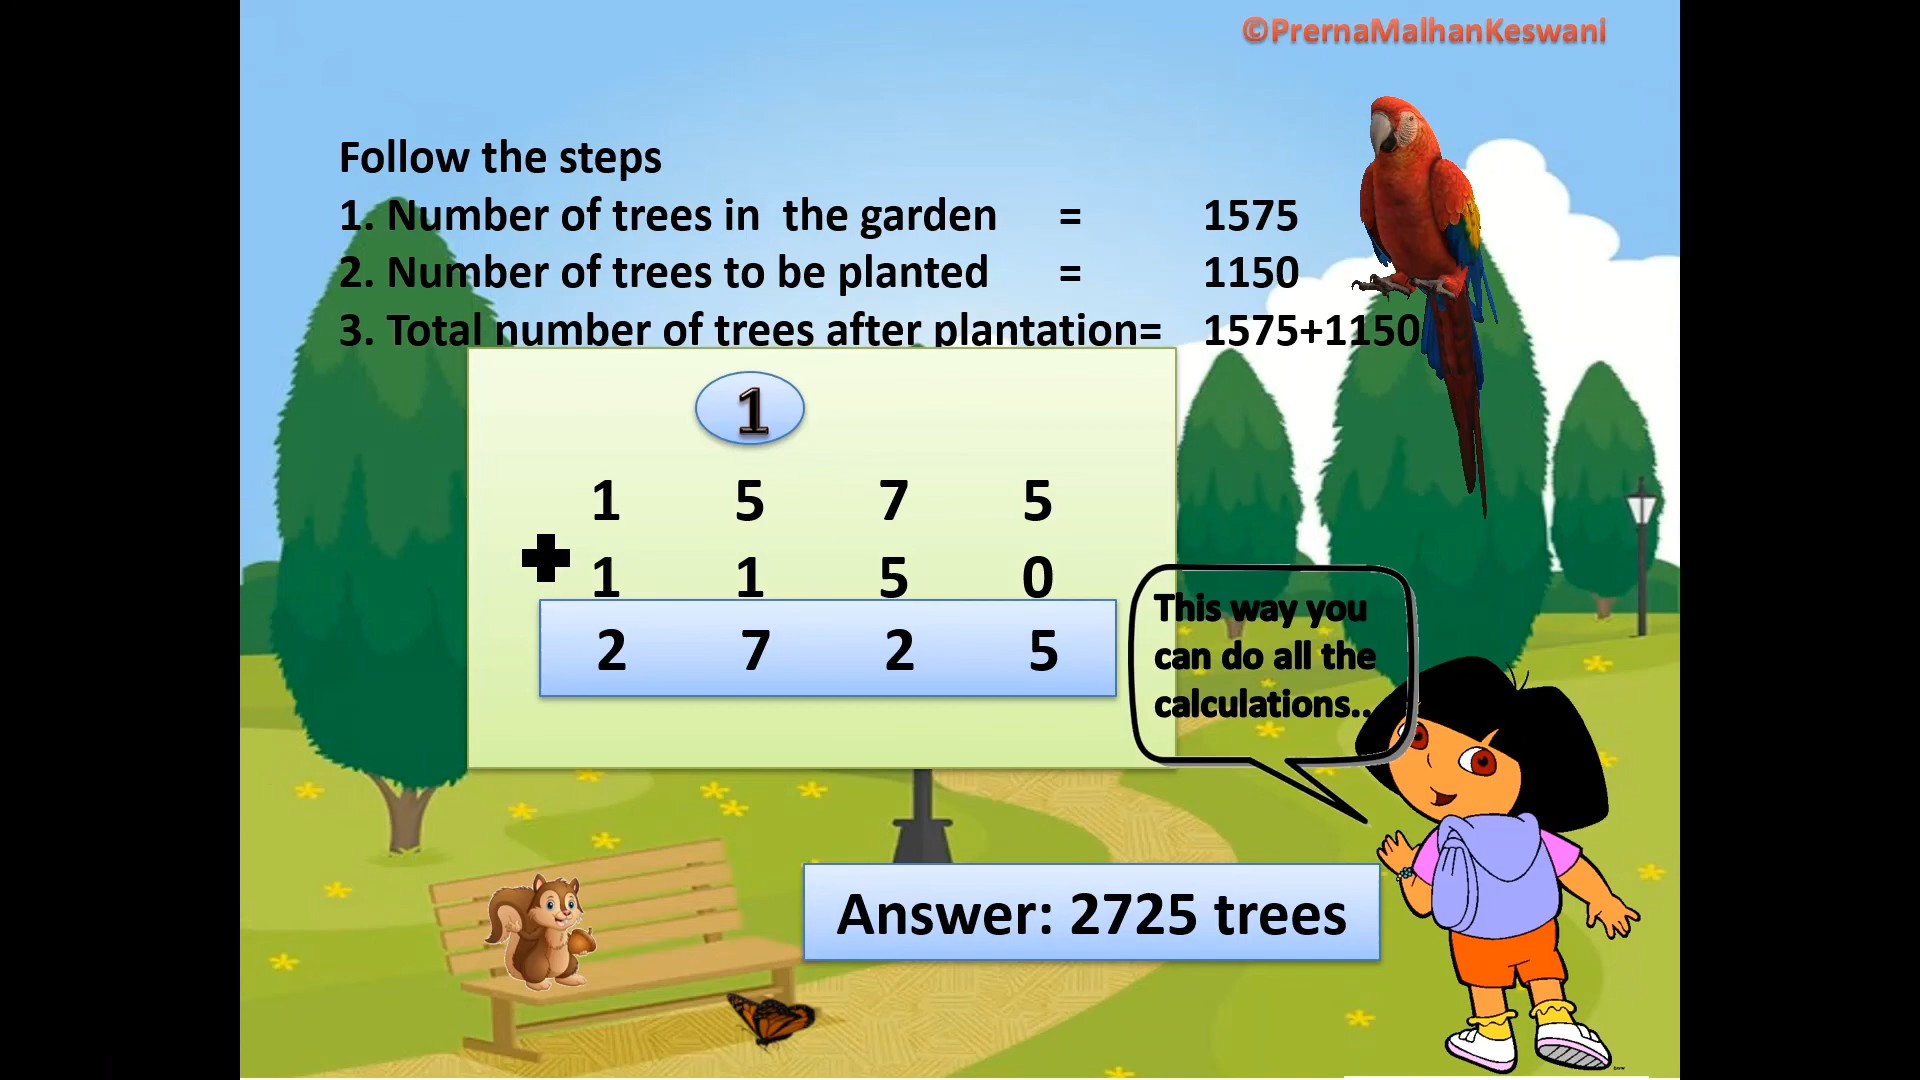 ©PrernaMalhanKeswani
Follow the steps
1. Number of trees in the garden = 1575
2. Number of trees to be planted = 1150
3. Total number of trees after plantation= 1575+1150
1
1 5 7 5
+ 1 1 5 0
2 7 2 5
This way you
can do all the
calculations..
Answer: 2725 trees